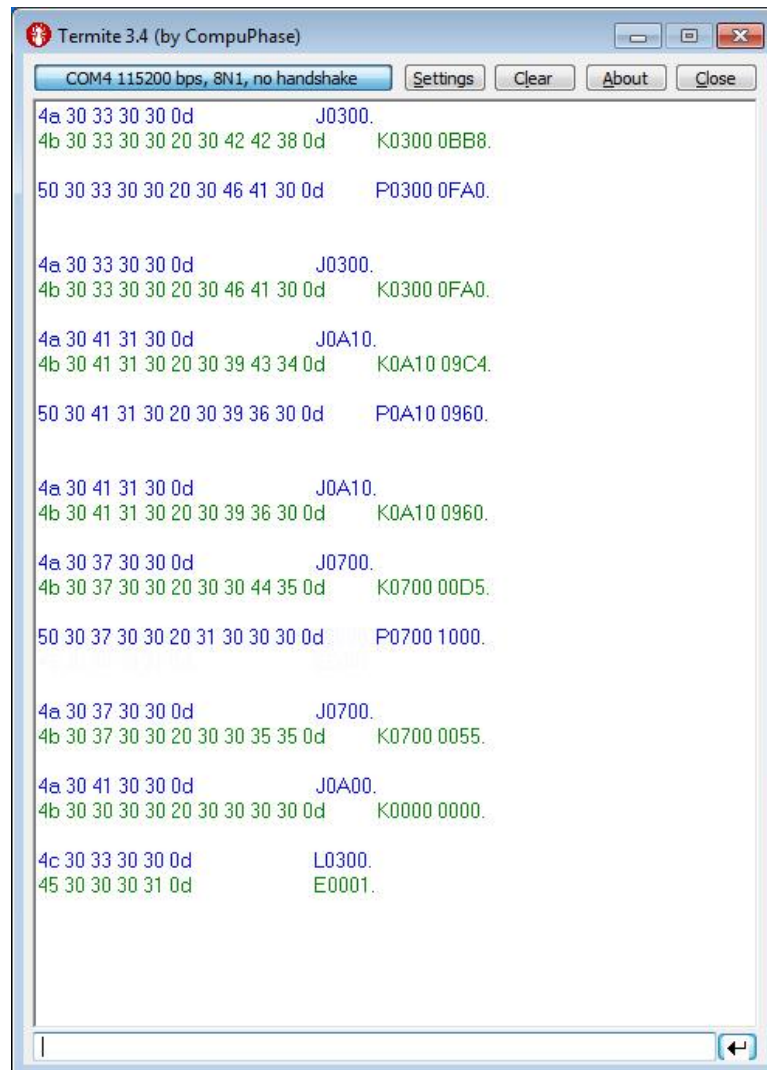 Termite 3.4 (by CompuPhase)
COM4 115200 bps, 8N1, no handshake Settings Clear About Close
4a 30 33 30 30 0d J0300.
4b 30 33 30 30 20 30 42 42 38 0d K0300 0BB8.
50 30 33 30 30 20 30 46 41 30 0d P0300 0FA0.
4a 30 33 30 30 0d J0300.
4b 30 33 30 30 20 30 46 41 30 0d K0300 0FA0.
4a 30 41 31 30 0d J0A10.
4b 30 41 31 30 20 30 39 43 34 0d K0A10 09C4.
50 30 41 31 30 20 30 39 36 30 0d P0A10 0960.
4a 30 41 31 30 0d J0A10.
4b 30 41 31 30 20 30 39 36 30 0d K0A10 0960.
4a 30 37 30 30 0d J0700.
4b 30 37 30 30 20 30 30 44 35 0d K0700 00D5.
50 30 37 30 30 20 31 30 30 30 0d P0700 1000.
4a 30 37 30 30 0d J0700.
4b 30 37 30 30 20 30 30 35 35 0d K0700 0055.
4a 30 41 30 30 0d J0A00.
4b 30 30 30 30 20 30 30 30 30 0d K0000 0000.
4c 30 33 30 30 0d L0300.
45 30 30 30 31 0d E0001.